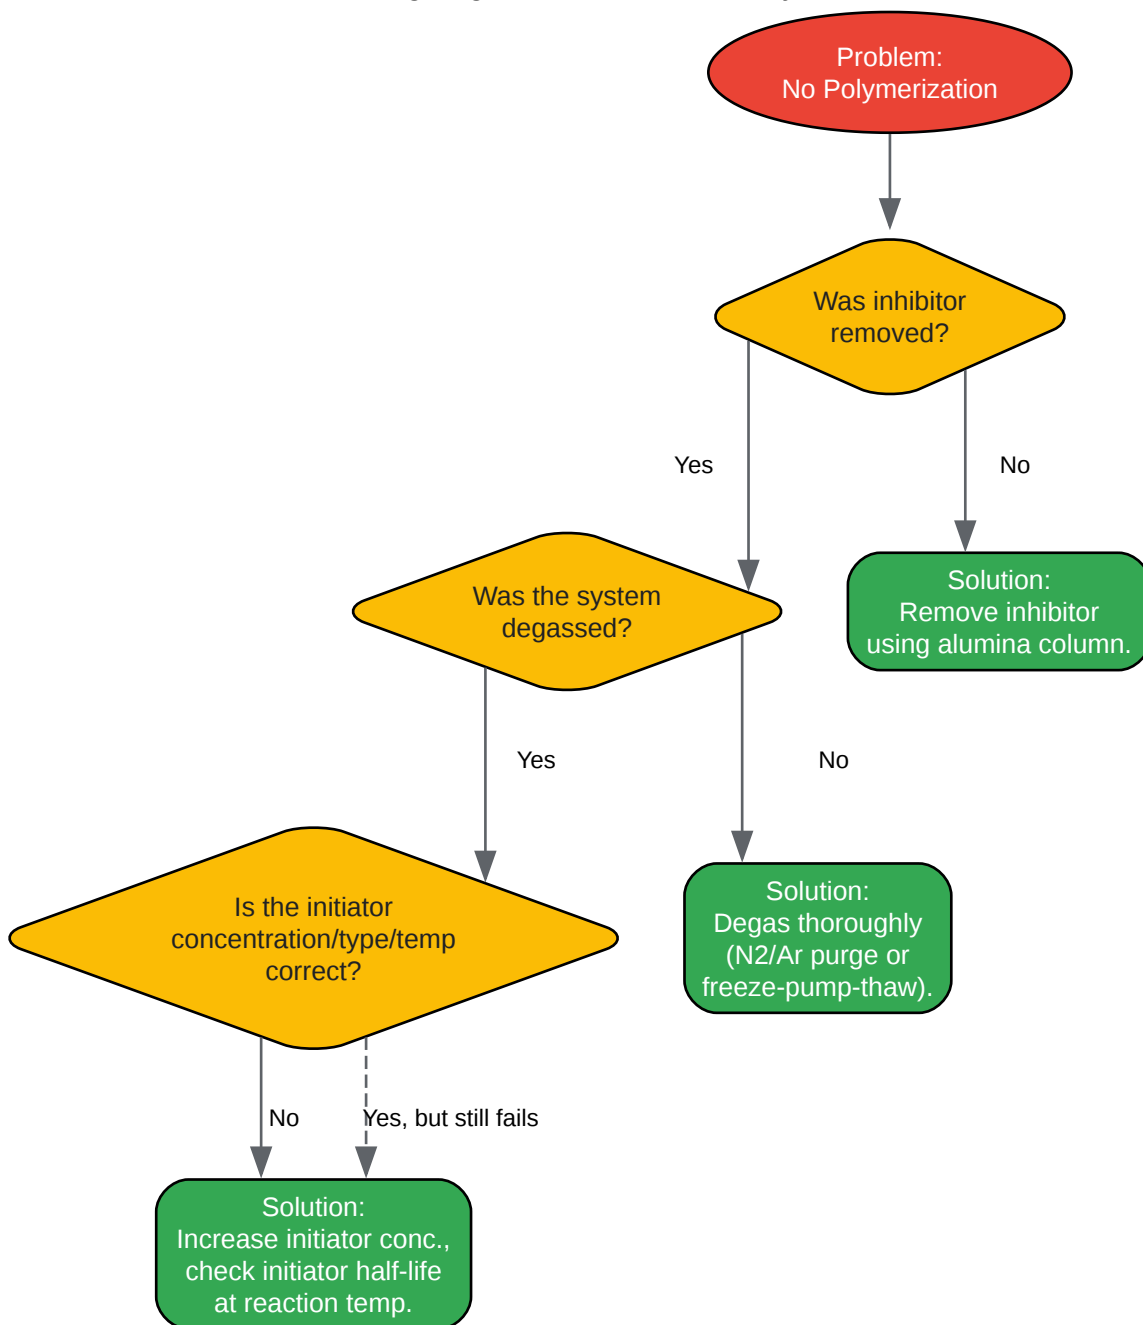 Problem:
No Polymerization
Was inhibitor
removed?
Yes
No
Was the system
degassed?
Solution:
Remove inhibitor
using alumina column.
Yes
No
Is the initiator
concentration/type/temp
correct?
Solution:
Degas thoroughly
(N2/Ar purge or
freeze-pump-thaw).
No
Yes, but still fails
Solution:
Increase initiator conc.,
check initiator half-life
at reaction temp.